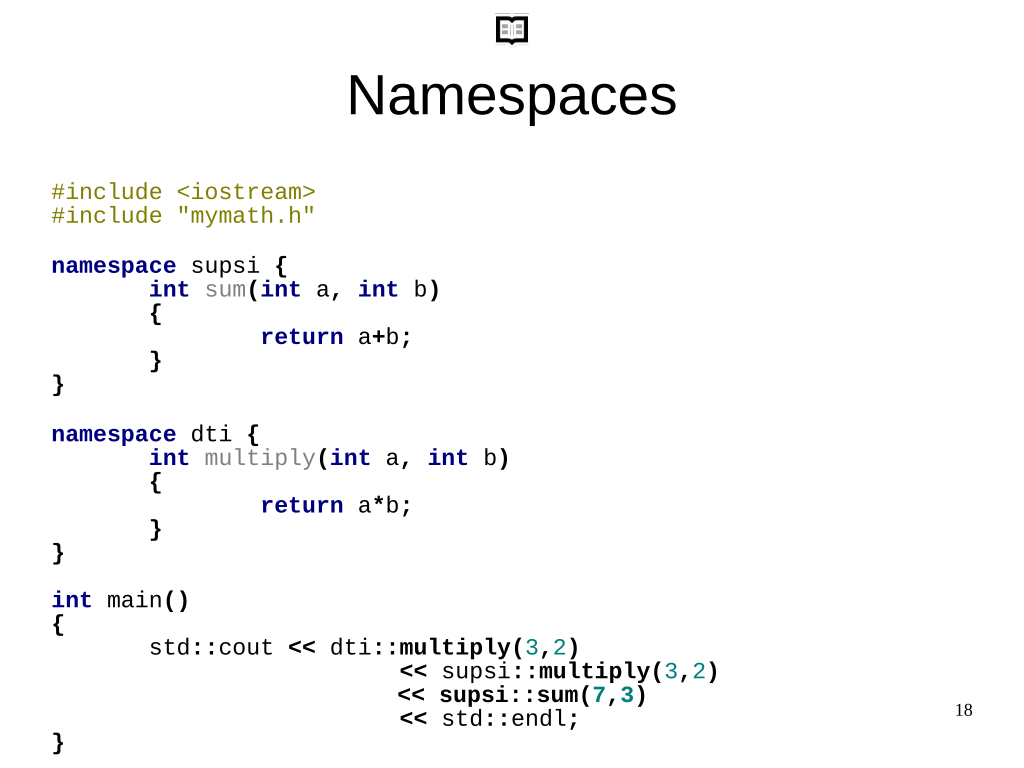 Namespaces
#include <iostream>
#include "mymath.h"
namespace supsi {
int sum(int a, int b)
{
return a+b;
}
}
namespace dti {
int multiply(int a, int b)
{
return a*b;
}
}
int main()
{
std::cout << dti::multiply(3,2)
<< supsi::multiply(3,2)
<< supsi::sum(7,3)
<< std::endl;
}
18